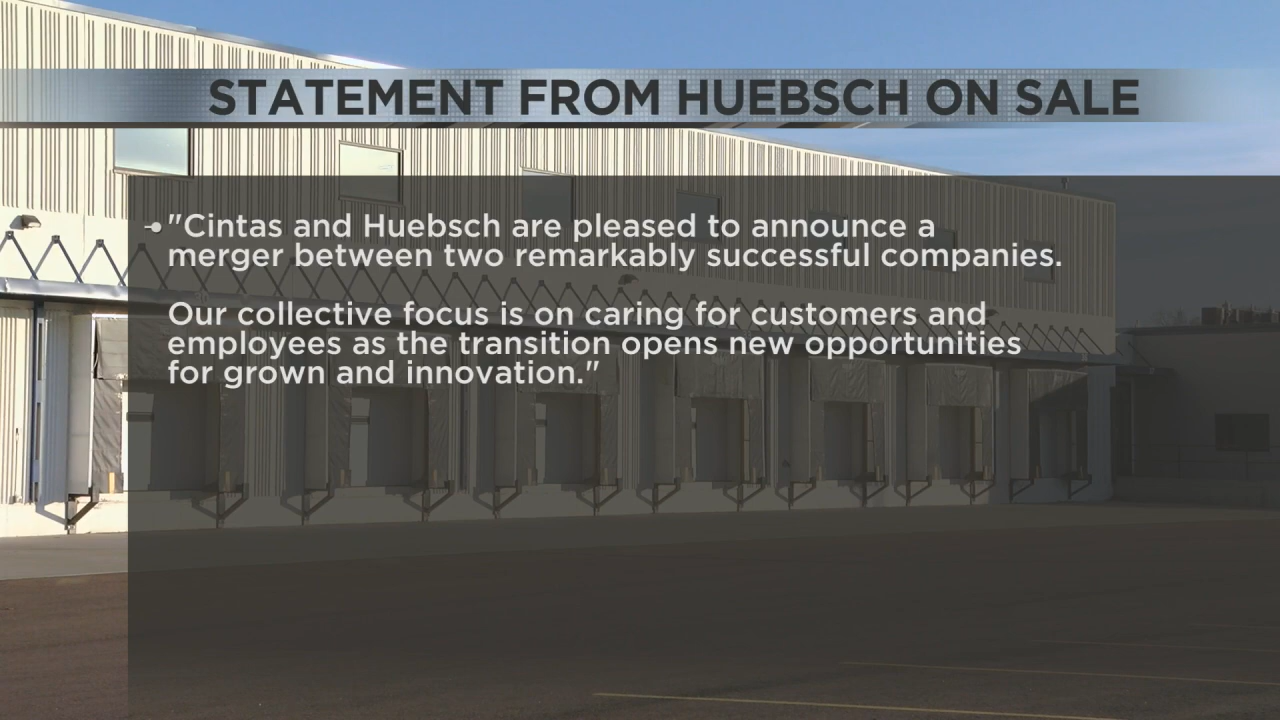 STATEMENT FROM HUEBSCH ON SALE
"Cintas and Huebsch are pleased to announce a
merger between two remarkably successful companies.
Our collective focus is on caring for customers and
employees as the transition opens new opportunities
for grown and innovation."